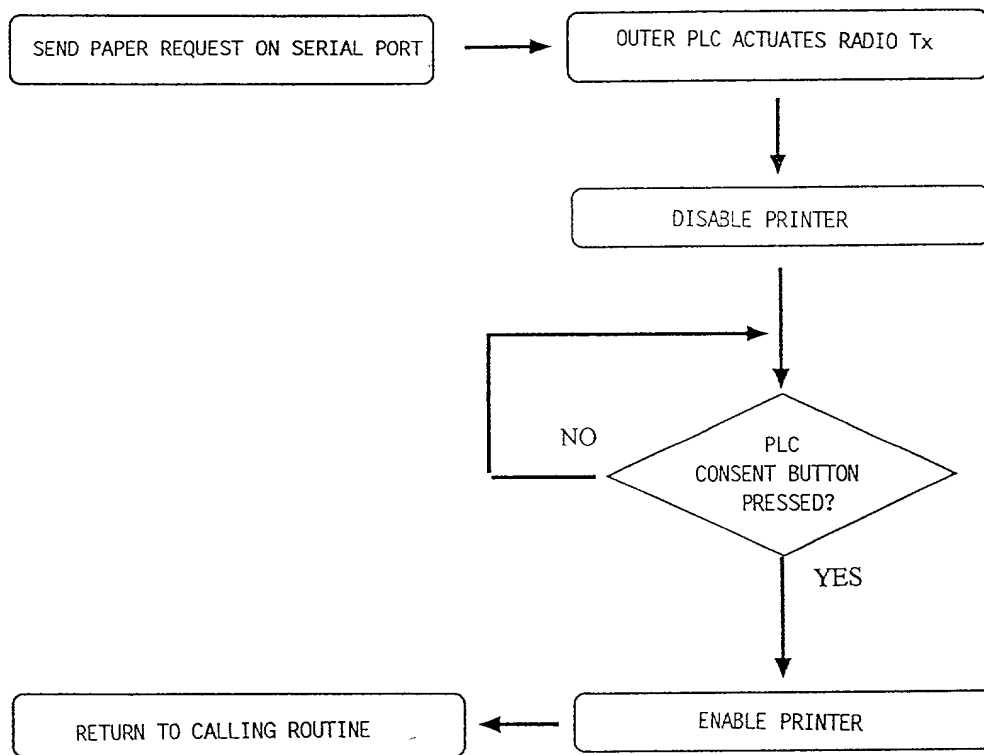 SEND PAPER REQUEST ON SERIAL PORT
OUTER PLC ACTUATES RADIO Tx
DISABLE PRINTER
NO
PLC
CONSENT BUTTON
PRESSED?
YES
ENABLE PRINTER
RETURN TO CALLING ROUTINE